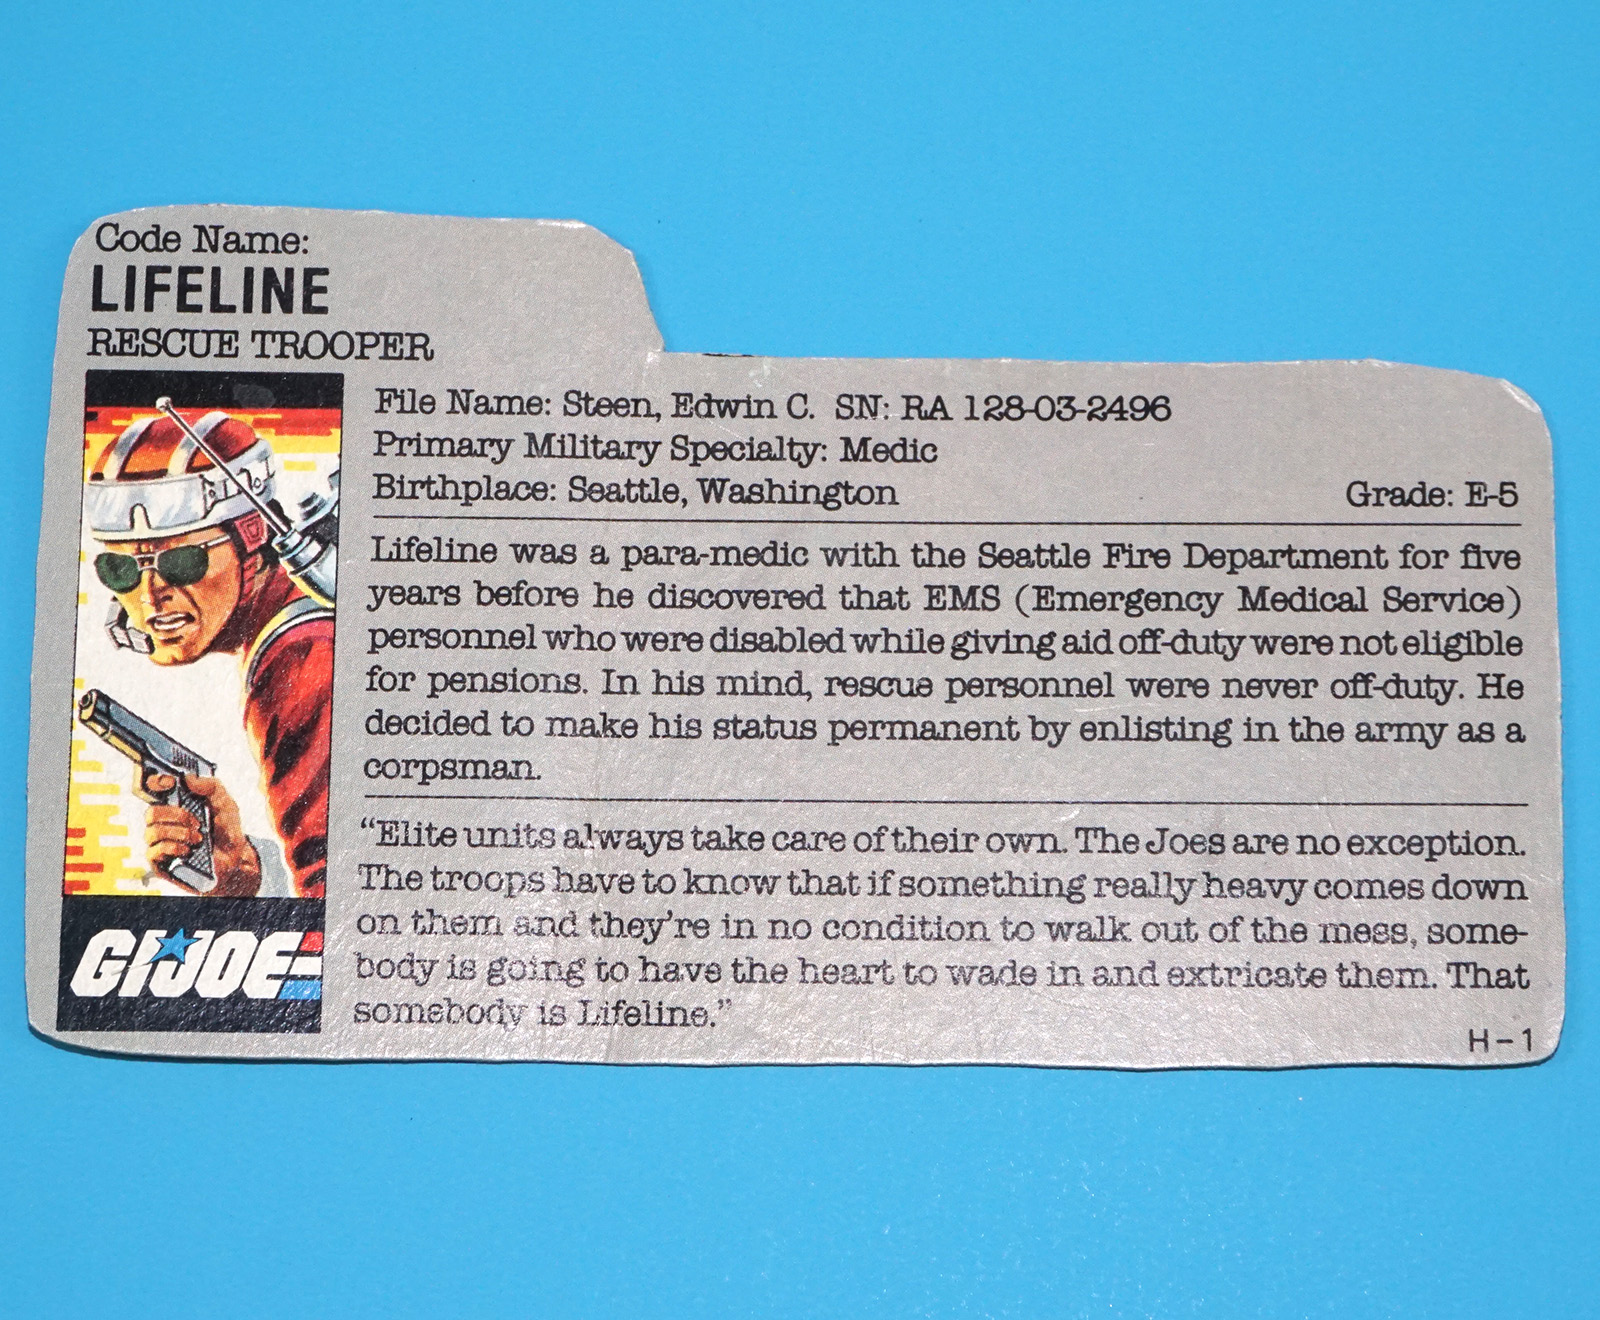 Code Name:
LIFELINE
RESCUE TROOPER
File Name: Steen, Edwin C. SN: RA 128-03-2496
Primary Military Specialty: Medic
Birthplace: Seattle, Washington Grade: E-5
Lifeline was a para-medic with the Seattle Fire Department for five
years before he discovered that EMS (Emergency Medical Service)
personnel who were disabled while giving aid off-duty were not eligible
for pensions. In his mind, rescue personnel were never off-duty. He
decided to make his status permanent by enlisting in the army as a
corpsman.
"Elite units always take care of their own. The Joes are no exception.
The troops have to know that if something really heavy comes down
on them and they're in no condition to walk out of the mess, some-
body is going to have the heart to wade in and extricate them. That
somebody is Lifeline."
GI JOE
H-1